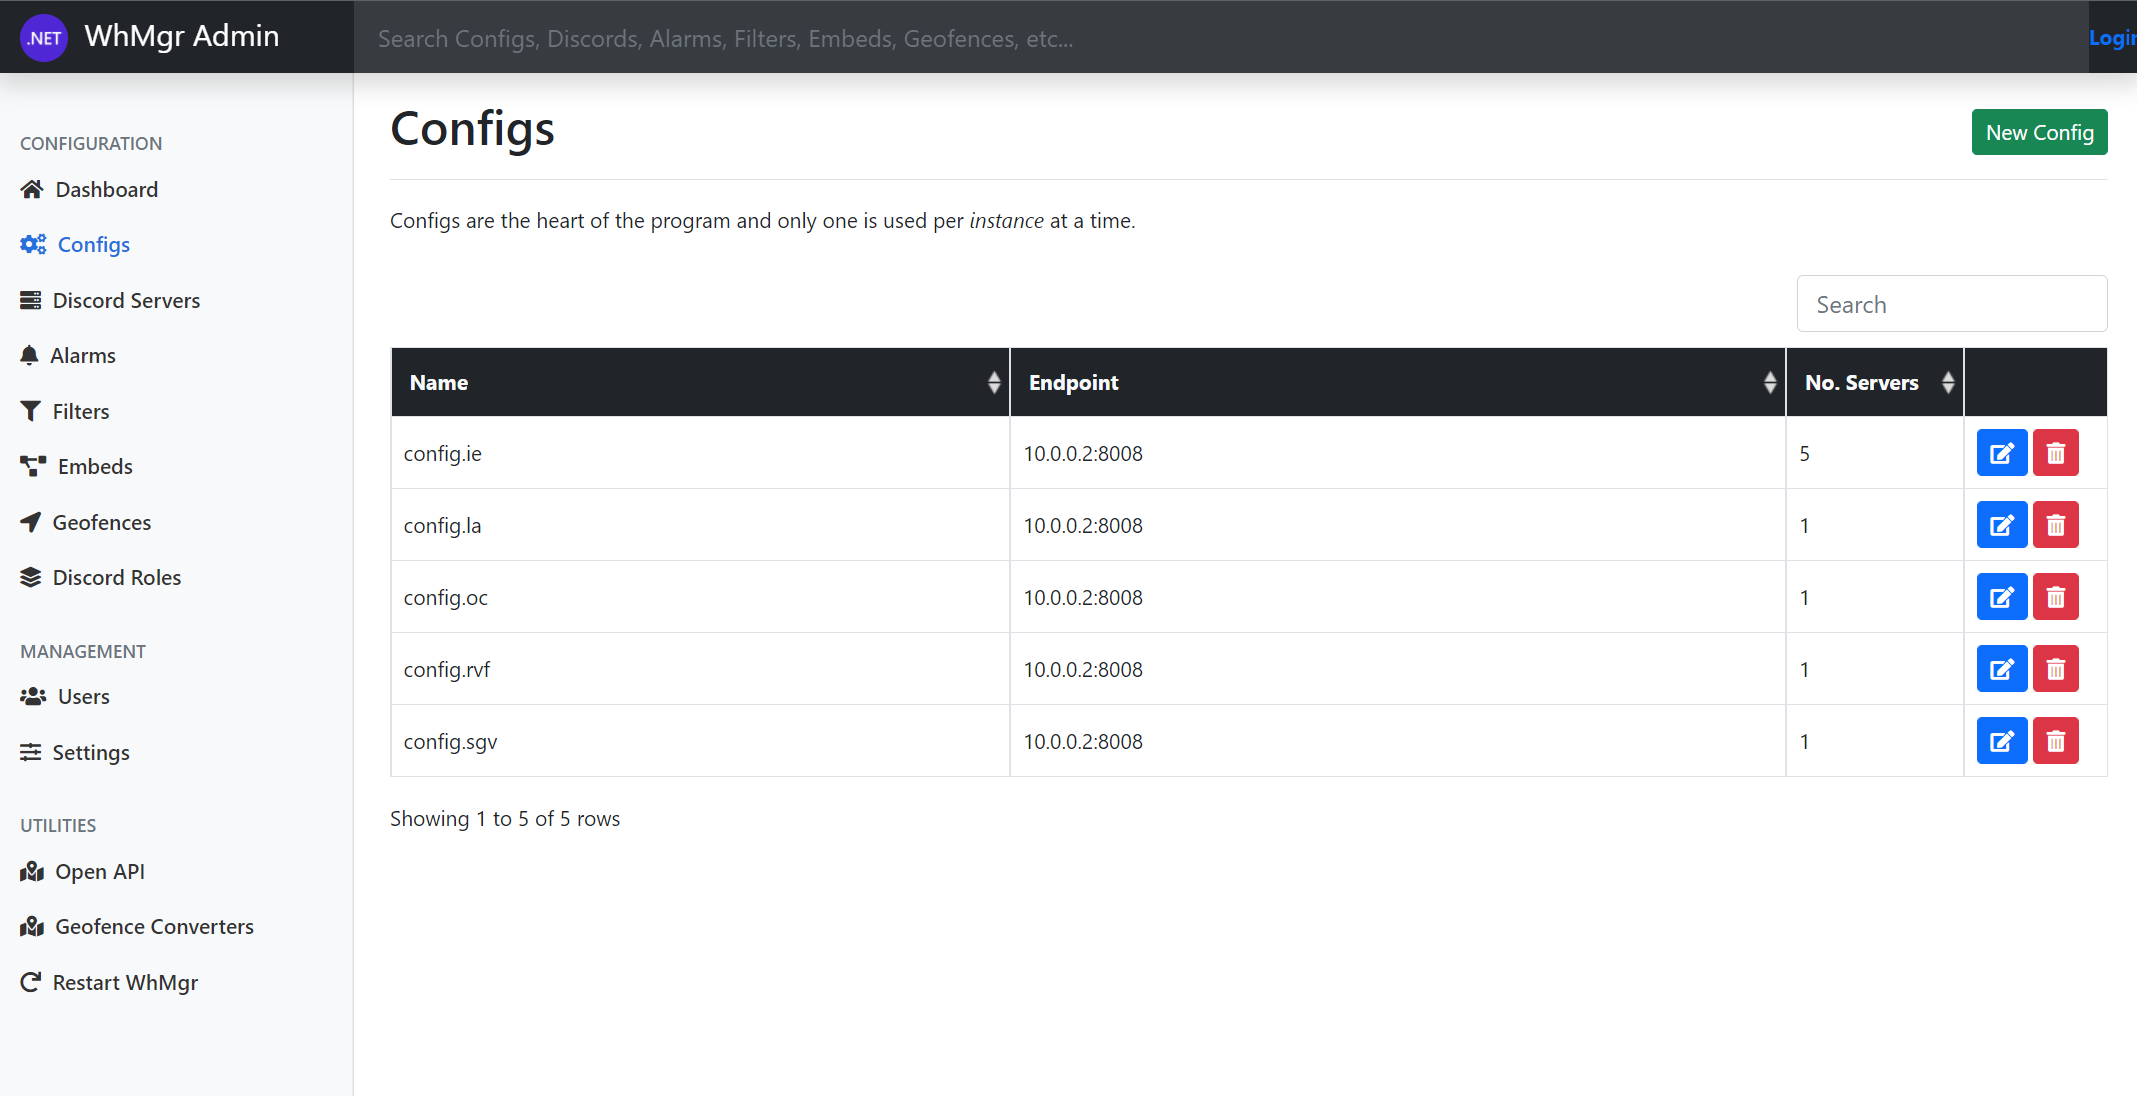 .NET WhMgr Admin
Search Configs, Discords, Alarms, Filters, Embeds, Geofences, etc...
CONFIGURATION
Dashboard
Configs
Discord Servers
Alarms
Filters
Embeds
Geofences
Discord Roles
MANAGEMENT
Users
Settings
UTILITIES
Open API
Geofence Converters
Restart WhMgr
Configs
New Config
Configs are the heart of the program and only one is used per instance at a time.
Search
Name Endpoint No. Servers
config.ie 10.0.0.2:8008 5
config.la 10.0.0.2:8008 1
config.oc 10.0.0.2:8008 1
config.rvf 10.0.0.2:8008 1
config.sgv 10.0.0.2:8008 1
Showing 1 to 5 of 5 rows